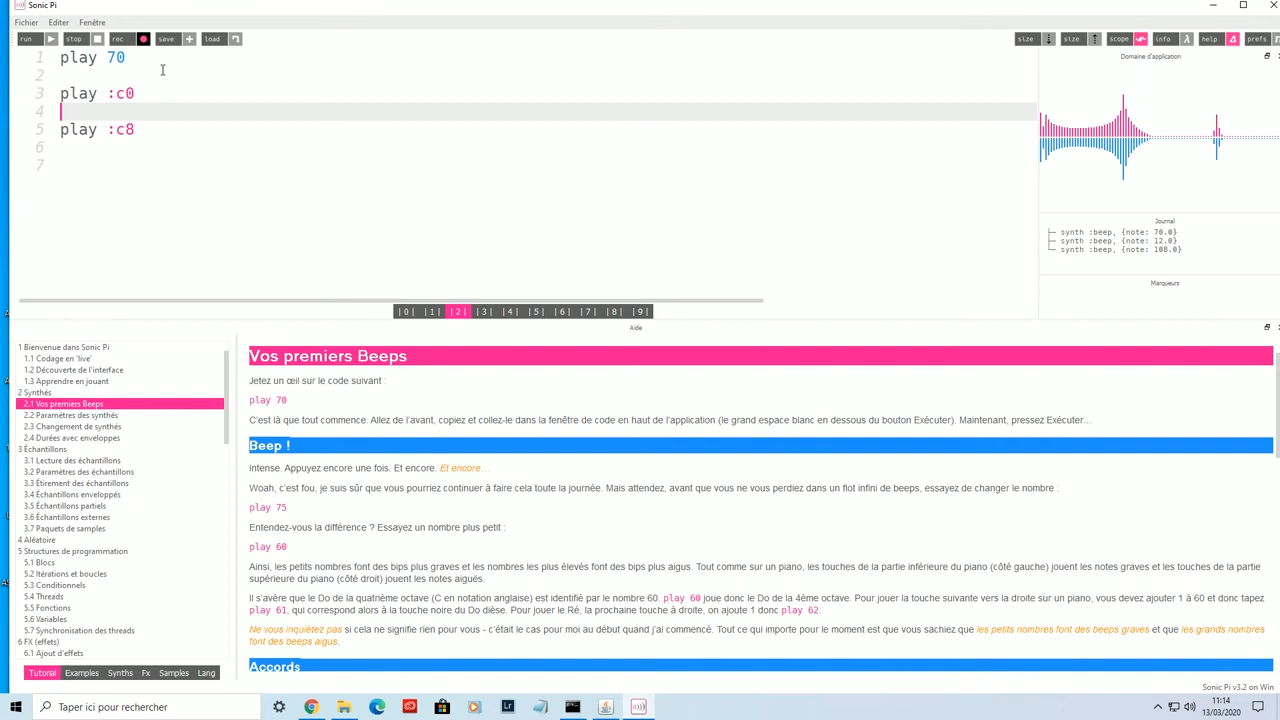 Sonic Pi
Fichier Editer Fenêtre
run stop rec save load size size scope info help prefs
1 play 70
2
3 play :c0
4
5 play :c8
6
7
Domaine d'application
Journal
synth :beep, {note: 70.0}
synth :beep, {note: 12.0}
synth :beep, {note: 108.0}
Marqueurs
|0| |1| |2| |3| |4| |5| |6| |7| |8| |9|
Aide
1 Bienvenue dans Sonic Pi
1.1 Codage en 'live'
1.2 Découverte de l'interface
1.3 Apprendre en jouant
2 Synthés
2.1 Vos premiers Beeps
2.2 Paramètres des synthés
2.3 Changement de synthés
2.4 Durées avec enveloppes
3 Échantillons
3.1 Lecture des échantillons
3.2 Paramètres des échantillons
3.3 Étirement des échantillons
3.4 Échantillons enveloppés
3.5 Échantillons partiels
3.6 Échantillons externes
3.7 Paquets de samples
4 Aléatoire
5 Structures de programmation
5.1 Blocs
5.2 Itérations et boucles
5.3 Conditionnels
5.4 Threads
5.5 Fonctions
5.6 Variables
5.7 Synchronisation des threads
6 FX (effets)
6.1 Ajout d'effets
Tutorial Examples Synths Fx Samples Lang
Vos premiers Beeps
Jetez un œil sur le code suivant :
play 70
C'est là que tout commence. Allez de l'avant, copiez et collez-le dans la fenêtre de code en haut de l'application (le grand espace blanc en dessous du bouton Exécuter). Maintenant, pressez Exécuter…
Beep !
Intense. Appuyez encore une fois. Et encore. Et encore…
Woah, c'est fou, je suis sûr que vous pourriez continuer à faire cela toute la journée. Mais attendez, avant que vous ne vous perdiez dans un flot infini de beeps, essayez de changer le nombre :
play 75
Entendez-vous la différence ? Essayez un nombre plus petit :
play 60
Ainsi, les petits nombres font des bips plus graves et les nombres les plus élevés font des bips plus aigus. Tout comme sur un piano, les touches de la partie inférieure du piano (côté gauche) jouent les notes graves et les touches de la partie
supérieure du piano (côté droit) jouent les notes aiguës.
Il s'avère que le Do de la quatrième octave (C en notation anglaise) est identifié par le nombre 60. play 60 joue donc le Do de la 4ème octave. Pour jouer la touche suivante vers la droite sur un piano, vous devez ajouter 1 à 60 et donc tapez
play 61, qui correspond alors à la touche noire du Do dièse. Pour jouer le Ré, la prochaine touche à droite, on ajoute 1 donc play 62.
Ne vous inquiétez pas si cela ne signifie rien pour vous - c'était le cas pour moi au début quand j'ai commencé. Tout ce qui importe pour le moment est que vous sachiez que les petits nombres font des beeps graves et que les grands nombres
font des beeps aigus.
Accords
Sonic Pi v3.2 on Win
Taper ici pour rechercher
11:14
13/03/2020